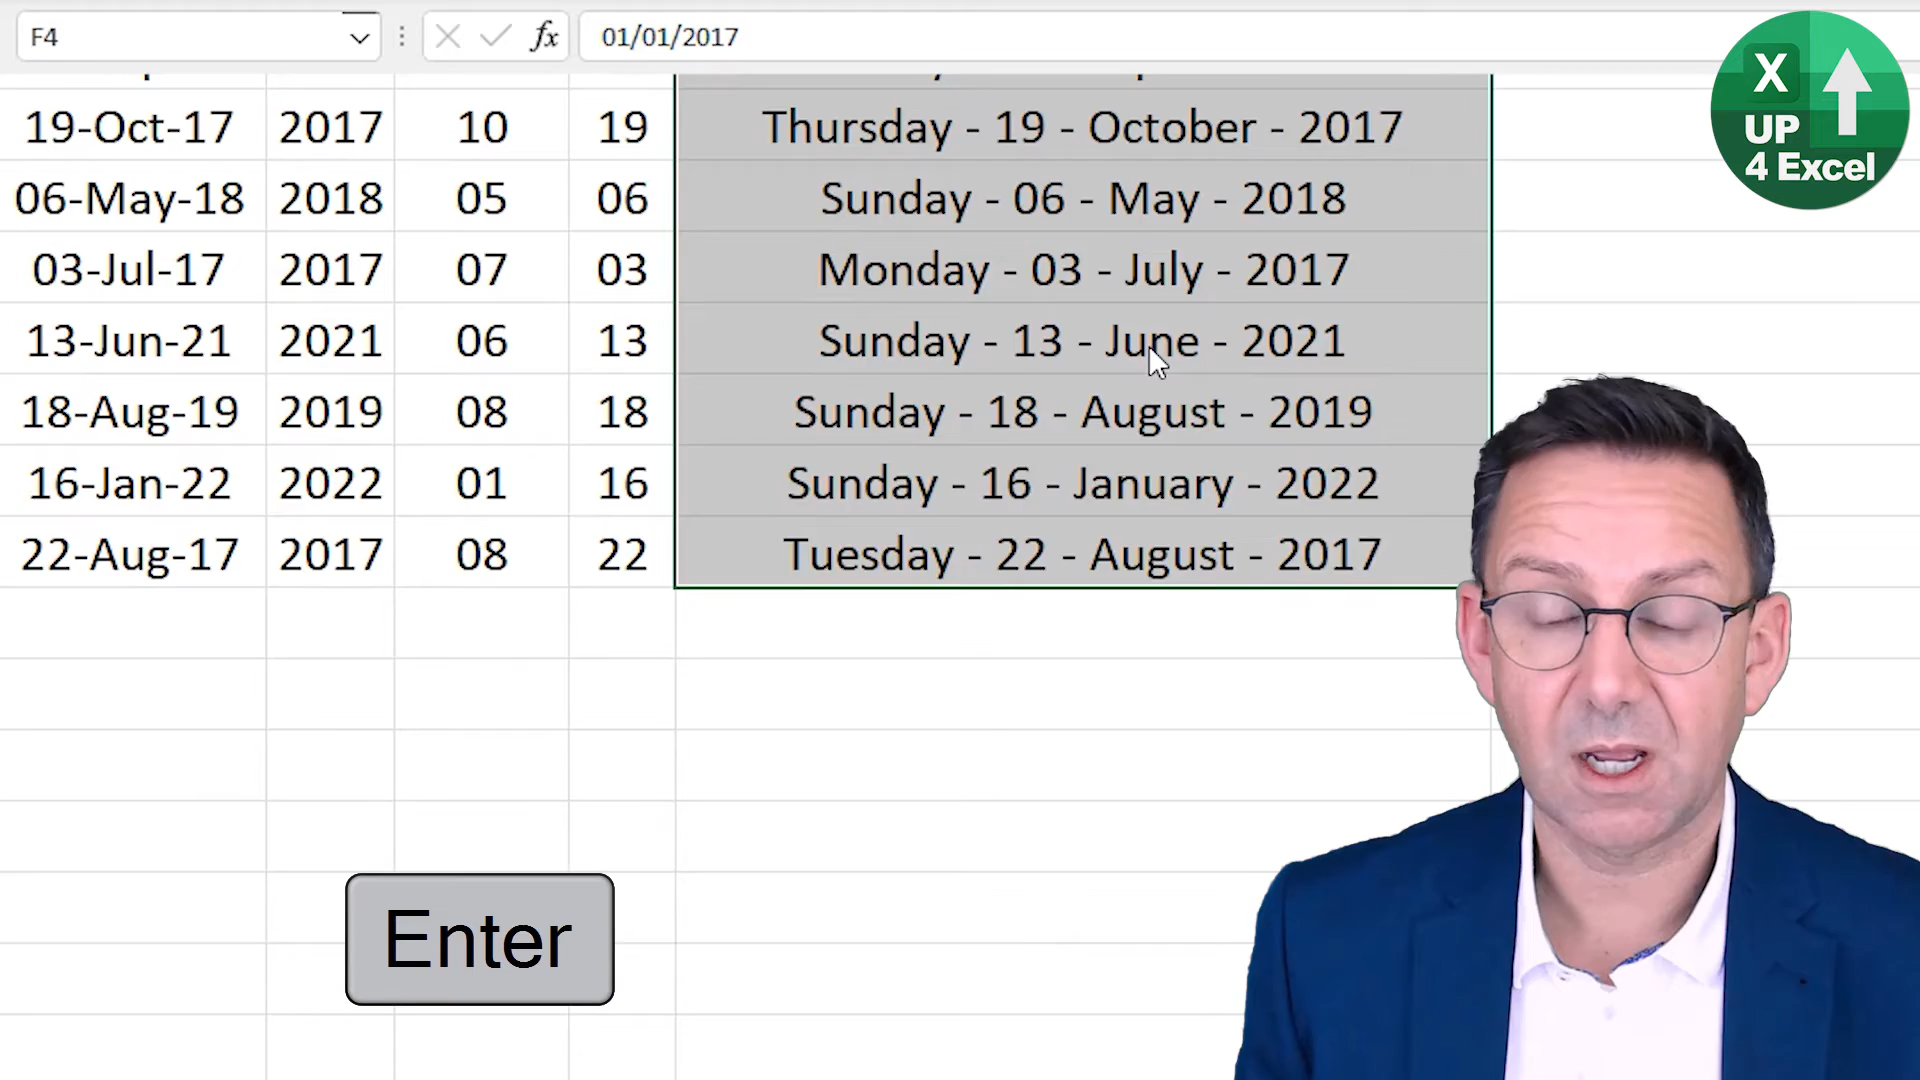 F4
fx 01/01/2017
X
UP
4 Excel
19-Oct-17 2017 10 19 Thursday - 19 - October - 2017
06-May-18 2018 05 06 Sunday - 06 - May - 2018
03-Jul-17 2017 07 03 Monday - 03 - July - 2017
13-Jun-21 2021 06 13 Sunday - 13 - June - 2021
18-Aug-19 2019 08 18 Sunday - 18 - August - 2019
16-Jan-22 2022 01 16 Sunday - 16 - January - 2022
22-Aug-17 2017 08 22 Tuesday - 22 - August - 2017
Enter